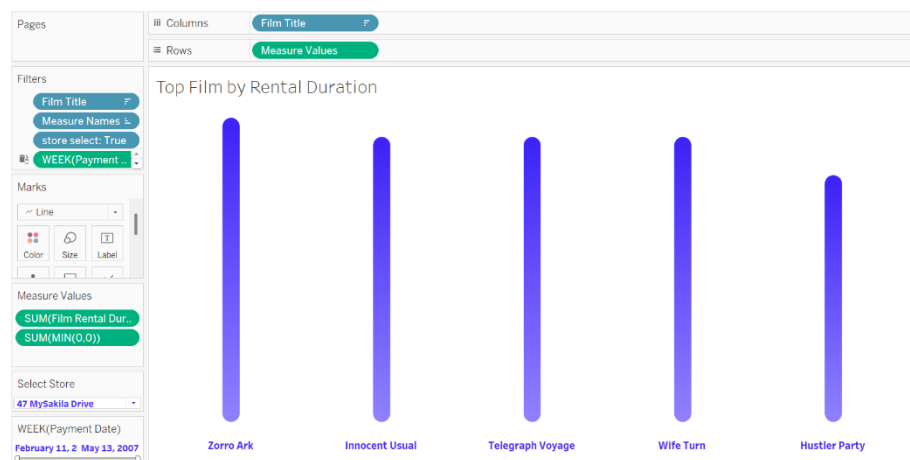 Pages
Columns
Film Title
Rows
Measure Values
Filters
Film Title
Measure Names
store select: True
WEEK(Payment ..
Marks
Line
Color Size Label
Measure Values
SUM(Film Rental Dur..
SUM(MIN(0,0))
Select Store
47 MySakila Drive
WEEK(Payment Date)
February 11, 2 May 13, 2007
Top Film by Rental Duration
Zorro Ark Innocent Usual Telegraph Voyage Wife Turn Hustler Party